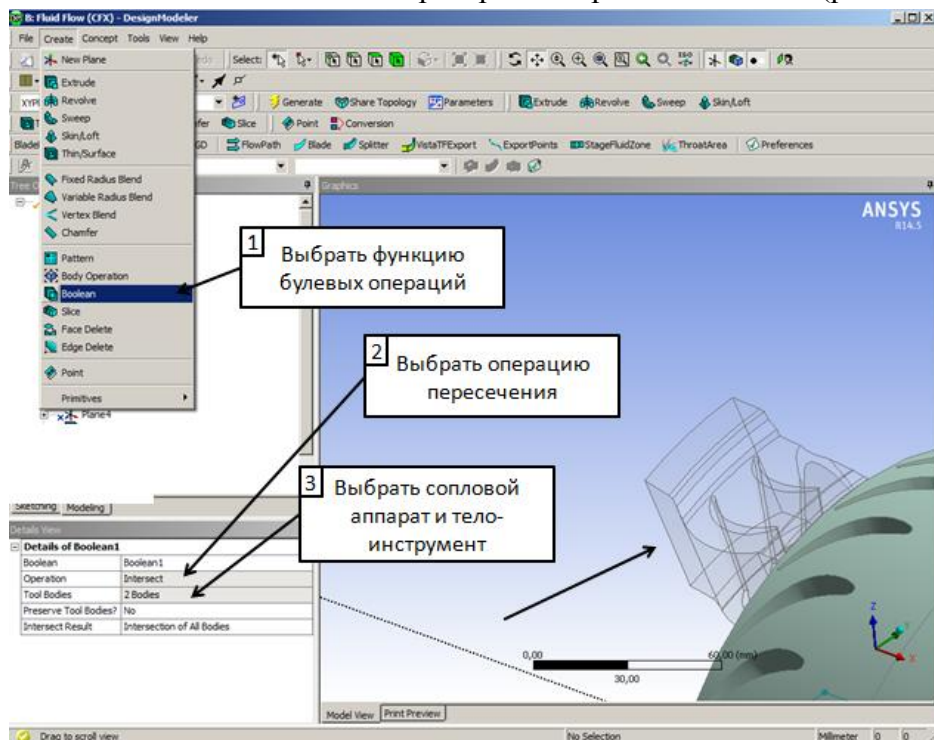 B: Fluid Flow (CFX) - DesignModeler
File Create Concept Tools View Help
New Plane
Select:
Extrude
Revolve
Generate Share Topology Parameters Extrude Revolve Sweep Skin/Loft
Sweep
Skin/Loft
Slice Point Conversion
Thin/Surface
FlowPath Blade Splitter VistaTFExport ExportPoints StageFluidZone ThroatArea Preferences
Fixed Radius Blend
Graphics
Variable Radius Blend
Vertex Blend
Chamfer
ANSYS
R14.5
Pattern
Body Operation
Boolean
Slice
Face Delete
Edge Delete
Point
Primitives
Plane4
1
Выбрать функцию
булевых операций
2
Выбрать операцию
пересечения
3
Выбрать сопловой
аппарат и тело-
инструмент
Sketching Modeling
Details View
Details of Boolean1
Boolean Boolean1
Operation Intersect
Tool Bodies 2 Bodies
Preserve Tool Bodies? No
Intersect Result Intersection of All Bodies
Z
X
0,00 60,00 (mm)
30,00
Model View Print Preview
Drag to scroll view No Selection Millimeter 0 0